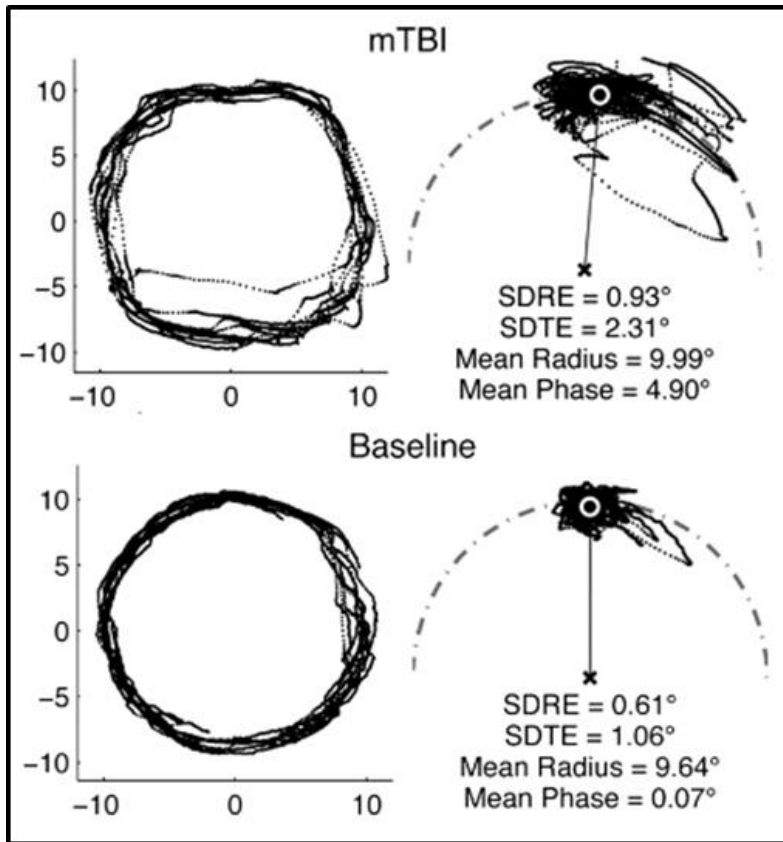 mTBI
10
5
0
−5
−10
−10 0 10
SDRE = 0.93°
SDTE = 2.31°
Mean Radius = 9.99°
Mean Phase = 4.90°
Baseline
10
5
0
−5
−10
−10 0 10
SDRE = 0.61°
SDTE = 1.06°
Mean Radius = 9.64°
Mean Phase = 0.07°